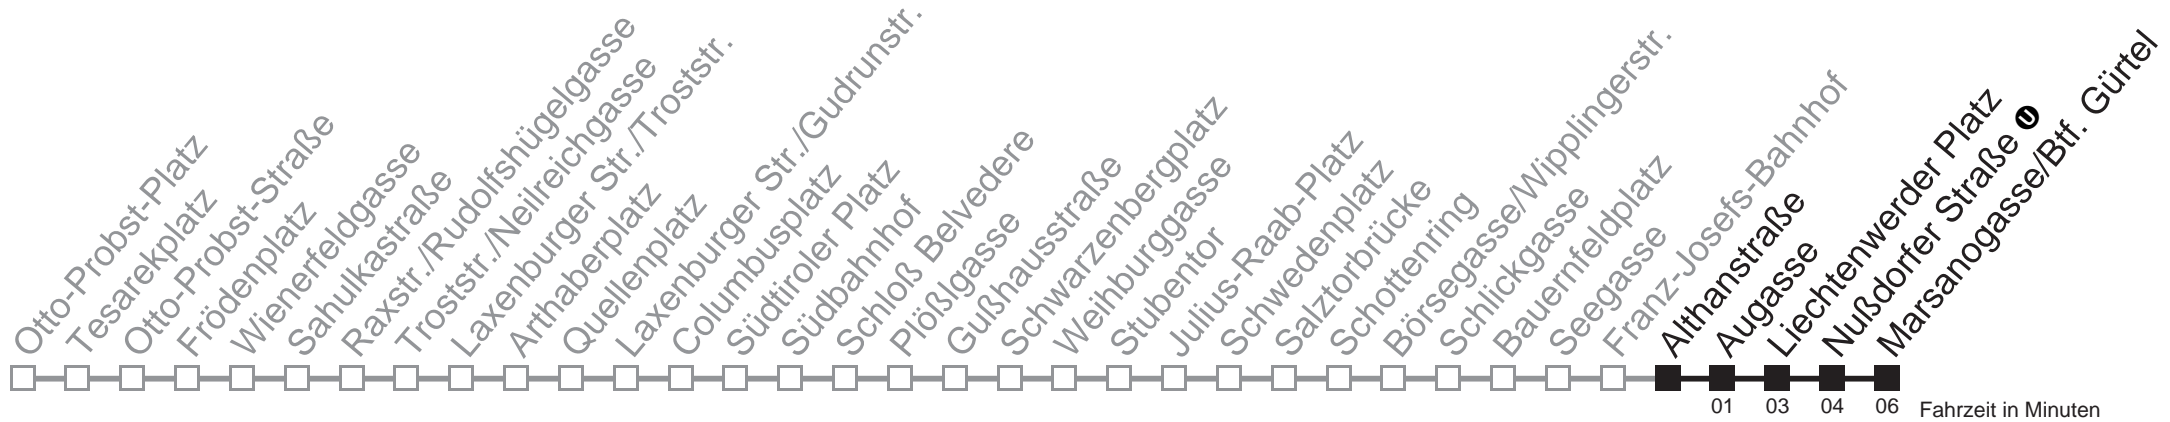 Otto-Probst-Platz
Tesarekplatz
Otto-Probst-Straße
Frödenplatz
Wienerfeldgasse
Sahulkastraße
Raxstr./Rudolfshügelgasse
Troststr./Neilreichgasse
Laxenburger Str./Troststr.
Arthaberplatz
Quellenplatz
Laxenburger Str./Gudrunstr.
Columbusplatz
Südtiroler Platz
Südbahnhof
Schloß Belvedere
Plößlgasse
Gußhausstraße
Schwarzenbergplatz
Weihburggasse
Stubentor
Julius-Raab-Platz
Schwedenplatz
Salztorbrücke
Schottenring
Börsegasse/Wipplingerstr.
Schlickgasse
Bauernfeldplatz
Seegasse
Franz-Josefs-Bahnhof
Althanstraße
Augasse
Liechtenwerder Platz
Nußdorfer Straße U
Marsanogasse/Btf. Gürtel
01 03 04 06 Fahrzeit in Minuten